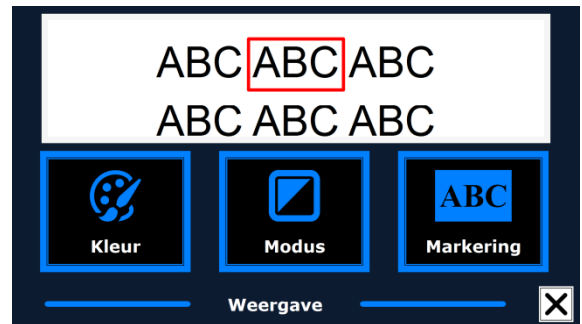 ABC ABC ABC
ABC ABC ABC
ABC
Kleur Modus Markering
Weergave